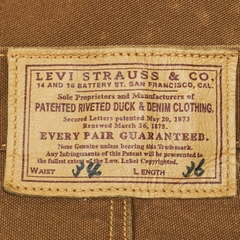 LEVI STRAUSS & CO.
14 AND 16 BATTERY ST. SAN FRANCISCO, CAL.
Sole Proprietors and Manufacturers of
PATENTED RIVETED DUCK & DENIM CLOTHING.
Secured Letters patented May 20, 1873
Renewed March 16, 1875.
EVERY PAIR GUARANTEED.
None Genuine unless Bearing this Trademark.
Any Infringements of this Patent will be presented to
the fullest extent of the Law. Label Copyrighted.
WAIST 34 LENGTH 36